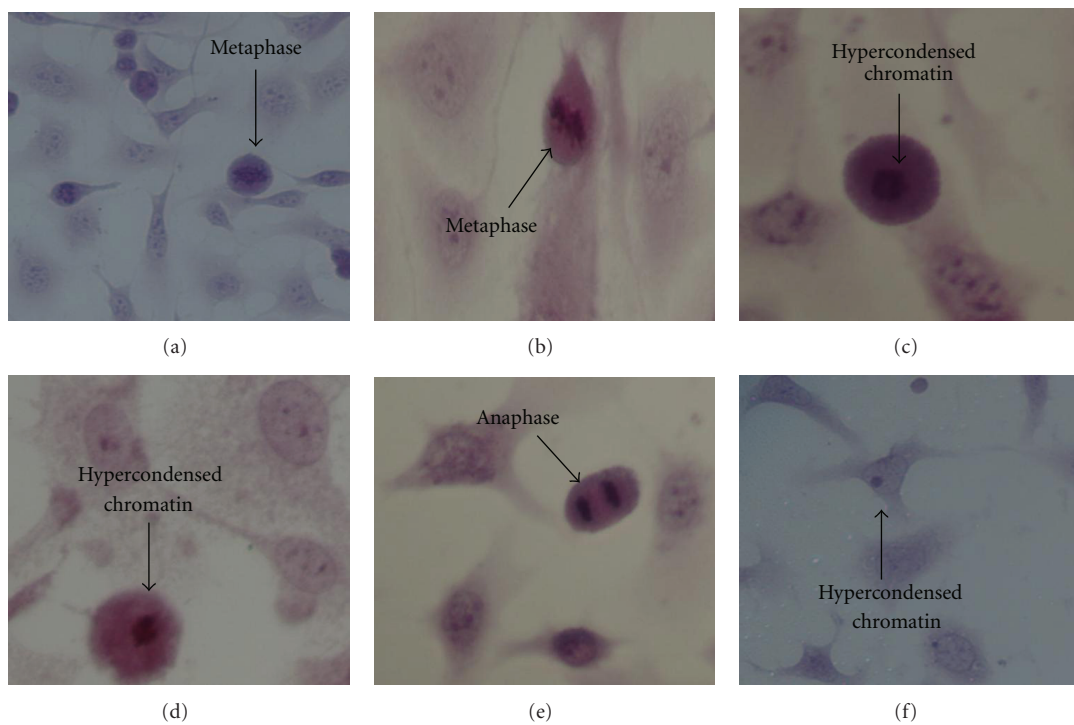 Metaphase
Metaphase
Hypercondensed
chromatin
(a)
(b)
(c)
Hypercondensed
chromatin
Anaphase
Hypercondensed
chromatin
(d)
(e)
(f)